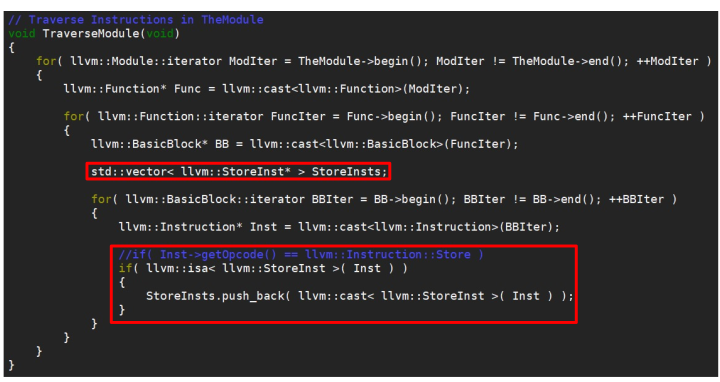 // Traverse Instructions in TheModule
void TraverseModule(void)
{
    for( llvm::Module::iterator ModIter = TheModule->begin(); ModIter != TheModule->end(); ++ModIter )
    {
        llvm::Function* Func = llvm::cast<llvm::Function>(ModIter);
        for( llvm::Function::iterator FuncIter = Func->begin(); FuncIter != Func->end(); ++FuncIter )
        {
            llvm::BasicBlock* BB = llvm::cast<llvm::BasicBlock>(FuncIter);
            std::vector< llvm::StoreInst* > StoreInsts;
            for( llvm::BasicBlock::iterator BBIter = BB->begin(); BBIter != BB->end(); ++BBIter )
            {
                llvm::Instruction* Inst = llvm::cast<llvm::Instruction>(BBIter);
                //if( Inst->getOpcode() == llvm::Instruction::Store )
                if( llvm::isa< llvm::StoreInst >( Inst ) )
                {
                    StoreInsts.push_back( llvm::cast< llvm::StoreInst >( Inst ) );
                }
            }
        }
    }
}